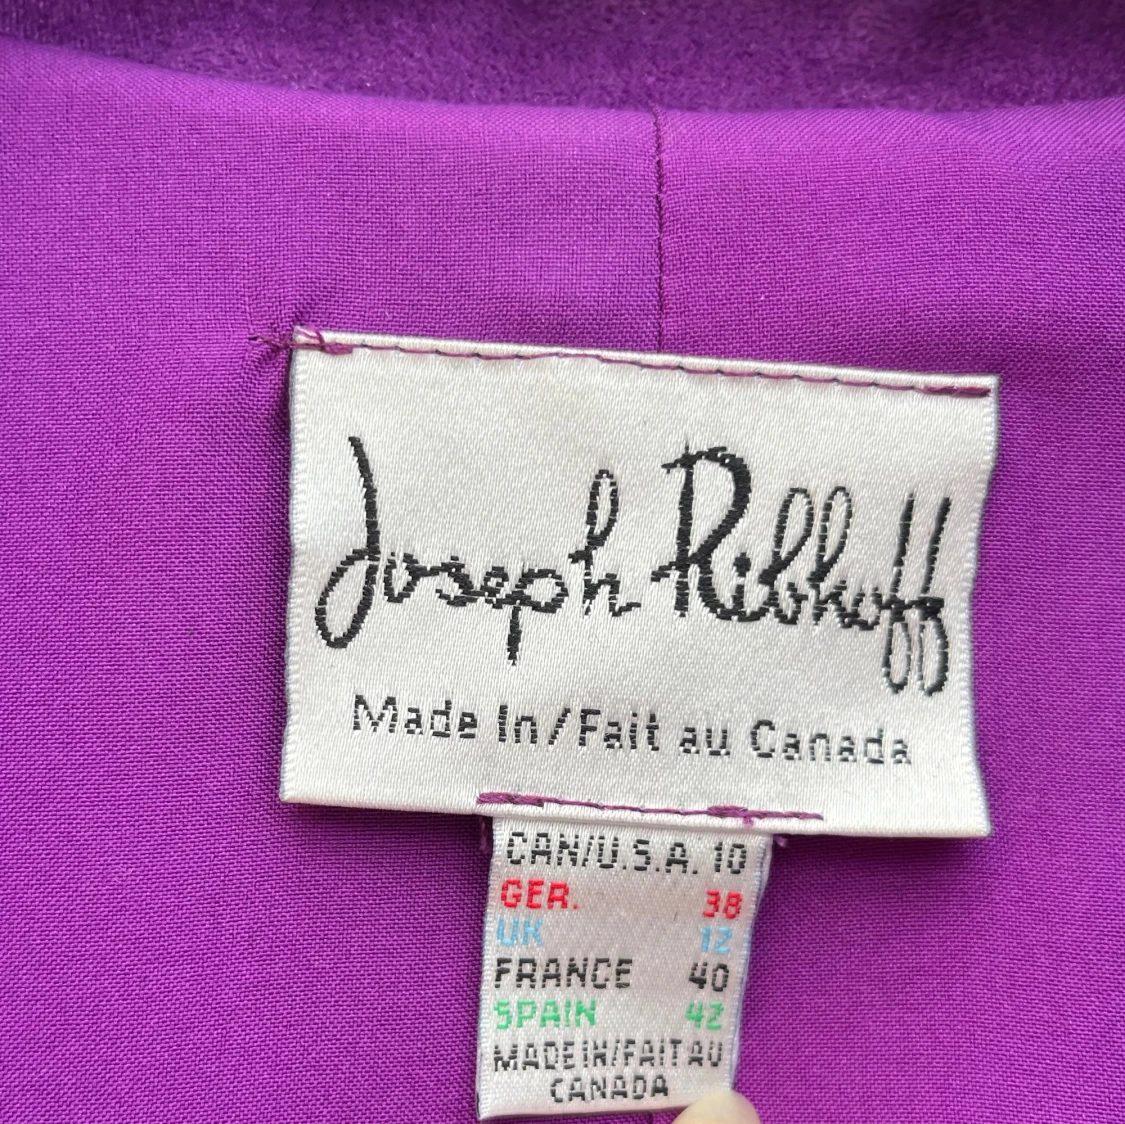 Joseph Ribkoff
Made In/Fait au Canada
CAN/U.S.A. 10
GER. 38
UK 12
FRANCE 40
SPAIN 42
MADE IN/FAIT AU
CANADA